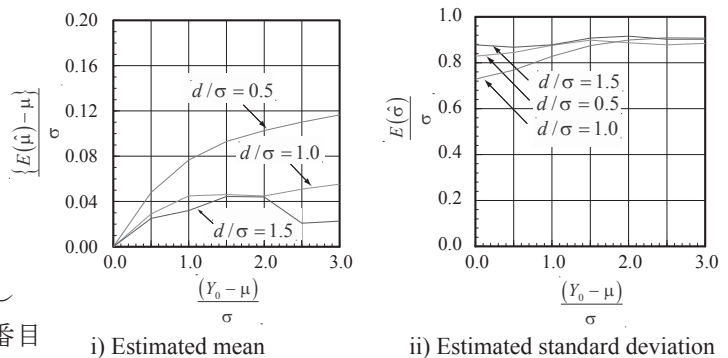 {E(μ̂) − μ} / σ
0.20
0.16
0.12
0.08
0.04
0.00
d/σ = 0.5
d/σ = 1.0
d/σ = 1.5
0.0 1.0 2.0 3.0
(Y₀ − μ) / σ
i) Estimated mean
E(σ̂) / σ
1.0
0.8
0.6
0.4
0.2
0.0
d/σ = 1.5
d/σ = 0.5
d/σ = 1.0
0.0 1.0 2.0 3.0
(Y₀ − μ) / σ
ii) Estimated standard deviation
番目